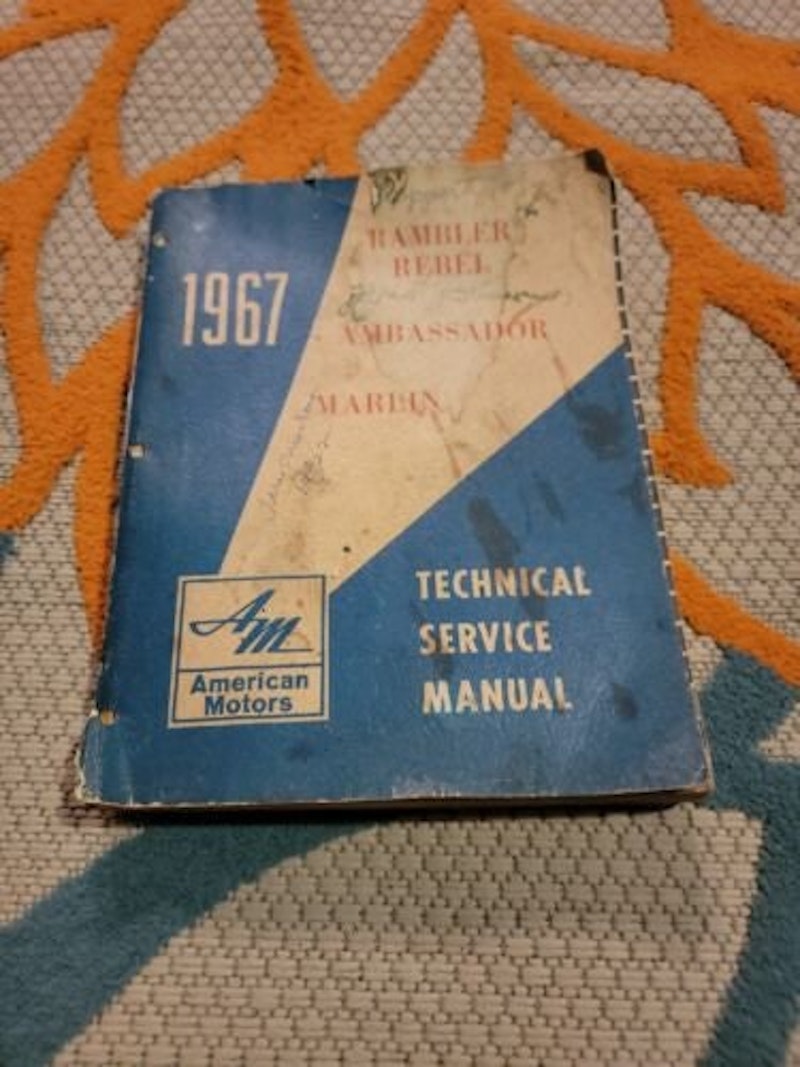 1967
RAMBLER
REBEL
AMBASSADOR
MARLIN
AM
American
Motors
TECHNICAL
SERVICE
MANUAL